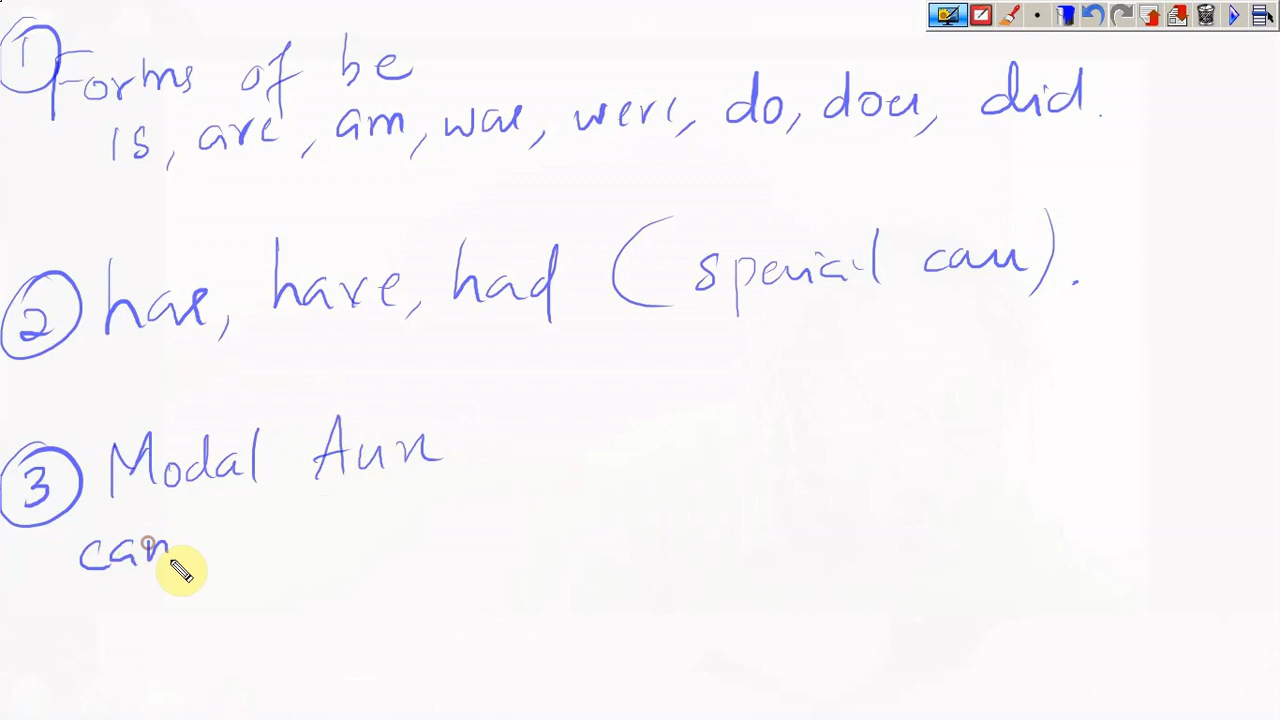 ① Forms of be
is, are, am, was, were, do, does, did.
② has, have, had (special case).
③ Modal Aux
can